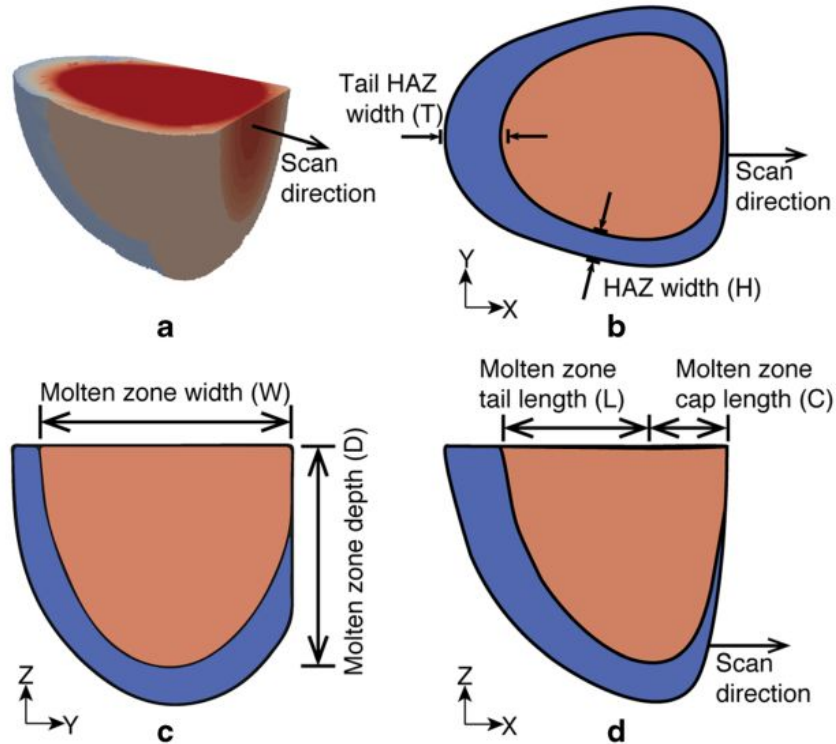 Scan
direction
a
Tail HAZ
width (T)
Scan
direction
Y
X
HAZ width (H)
b
Molten zone width (W)
Molten zone depth (D)
Z
Y
c
Molten zone
tail length (L)
Molten zone
cap length (C)
Scan
direction
Z
X
d